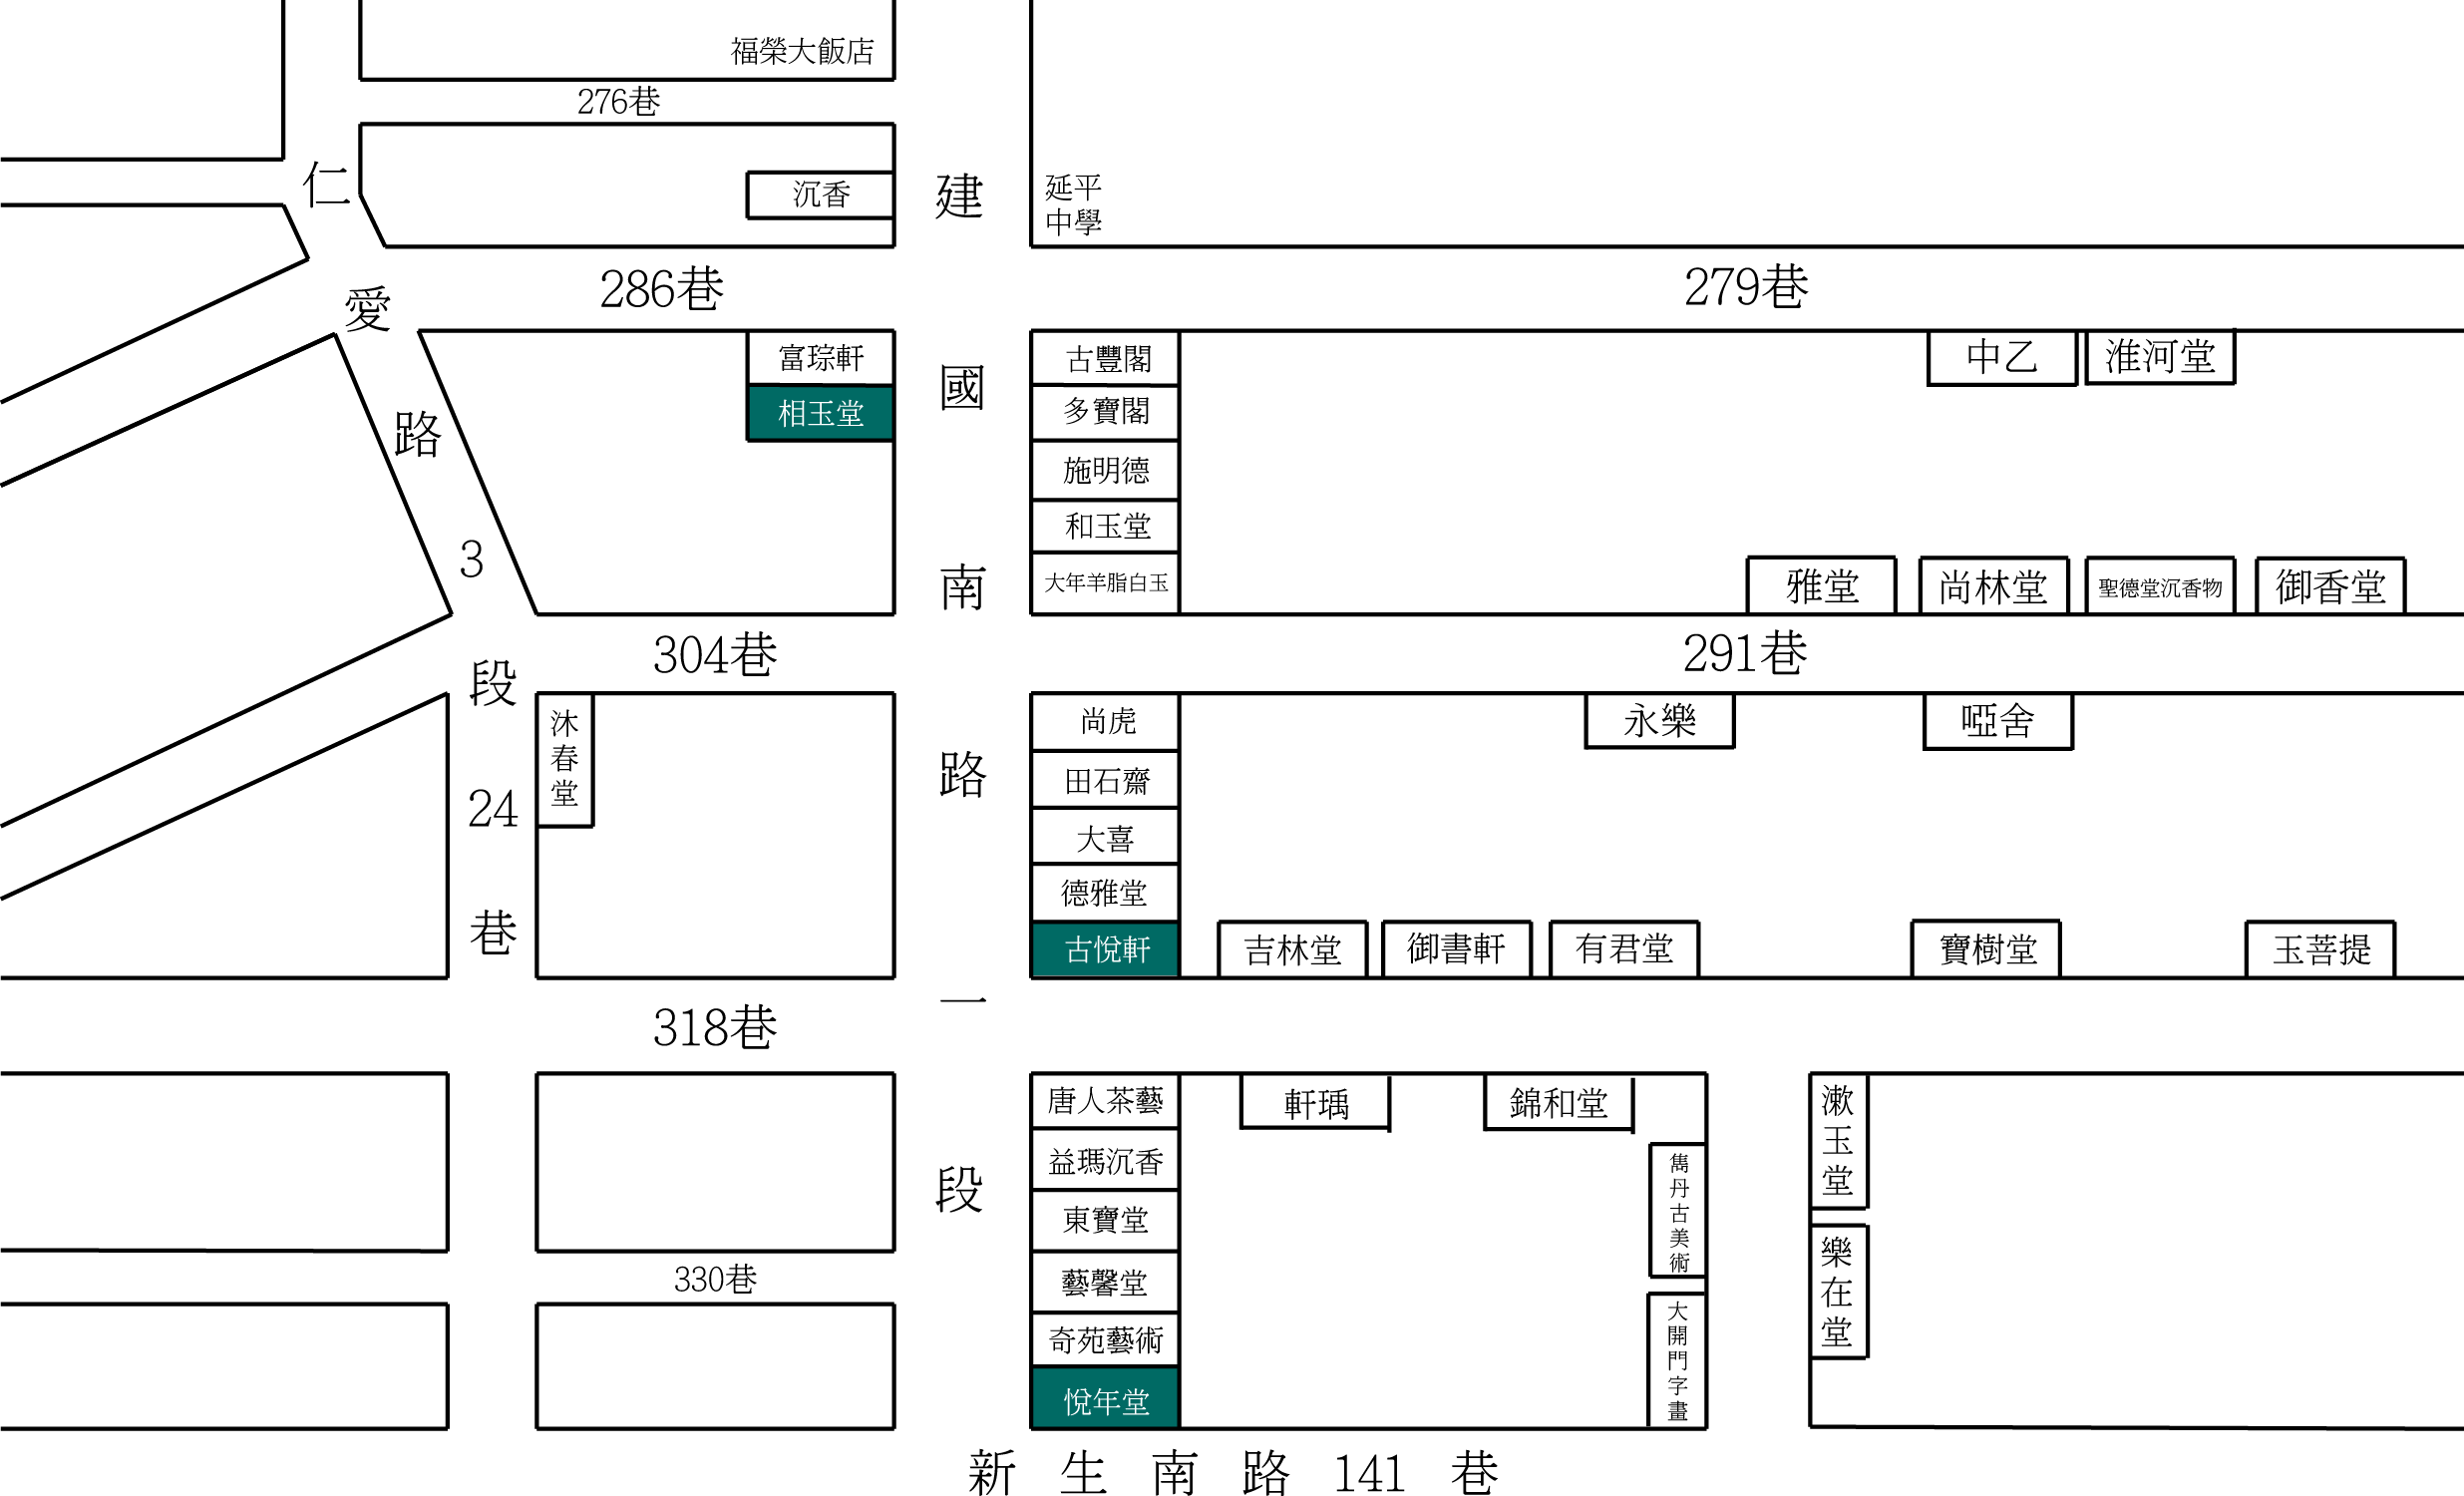 福榮大飯店
276巷
沉香
延平
中學
仁愛路3段24巷
建國南路一段
286巷
279巷
富琮軒
相玉堂
古豐閣
多寶閣
施明德
和玉堂
大年羊脂白玉
中乙
淮河堂
雅堂
尚林堂
聖德堂沉香物
御香堂
304巷
291巷
沐春堂
尚虎
田石齋
大喜
德雅堂
古悅軒
永樂
啞舍
吉林堂
御書軒
有君堂
寶樹堂
玉菩提
318巷
唐人茶藝
益瑪沉香
東寶堂
藝馨堂
奇苑藝術
悅年堂
軒瑀
錦和堂
雋丹古美術
大開門字畫
漱玉堂
樂在堂
330巷
新生南路141巷